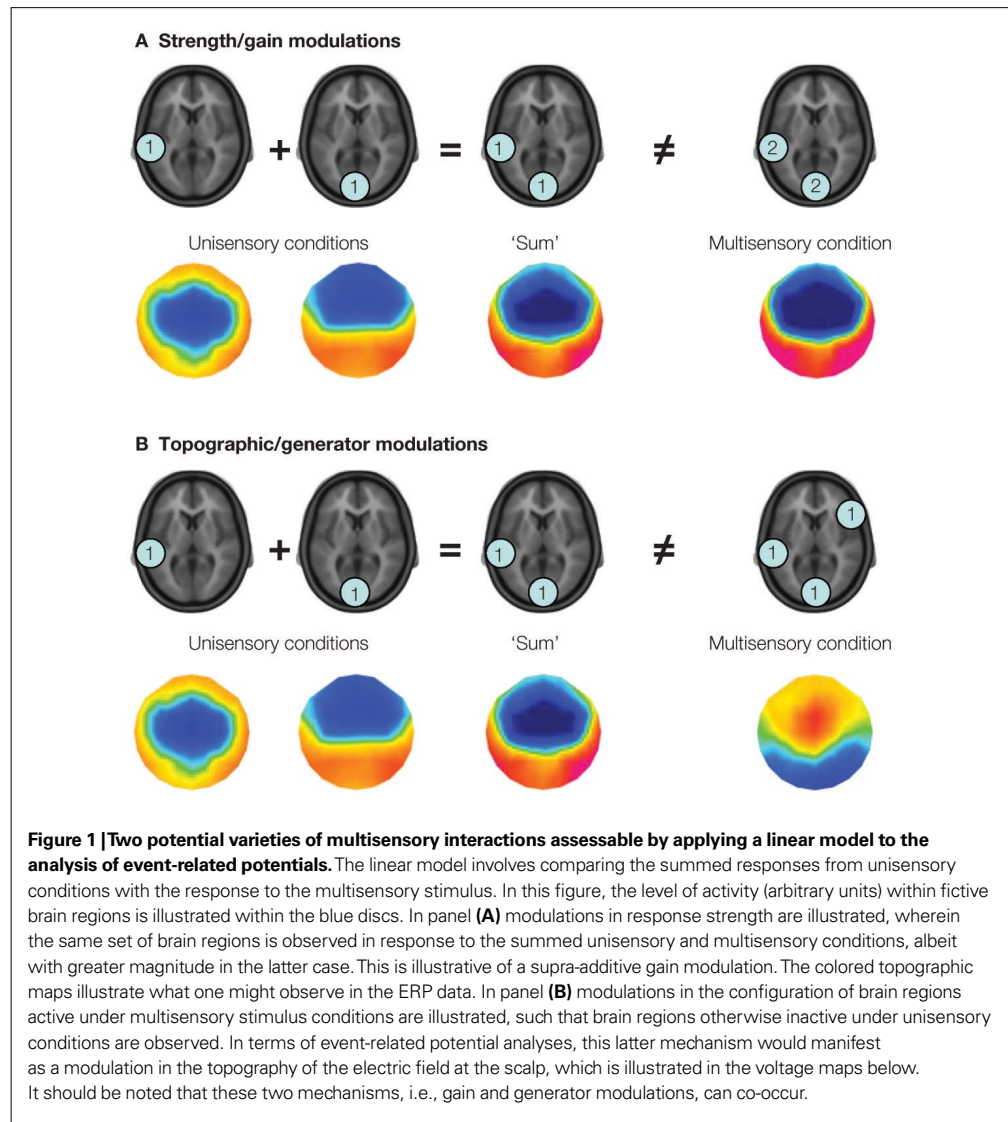 A Strength/gain modulations
1 + 1 = 1 1 ≠ 2 2
Unisensory conditions 'Sum' Multisensory condition
B Topographic/generator modulations
1 + 1 = 1 1 ≠ 1 1 1
Unisensory conditions 'Sum' Multisensory condition
Figure 1 | Two potential varieties of multisensory interactions assessable by applying a linear model to the
analysis of event-related potentials. The linear model involves comparing the summed responses from unisensory
conditions with the response to the multisensory stimulus. In this figure, the level of activity (arbitrary units) within fictive
brain regions is illustrated within the blue discs. In panel (A) modulations in response strength are illustrated, wherein
the same set of brain regions is observed in response to the summed unisensory and multisensory conditions, albeit
with greater magnitude in the latter case. This is illustrative of a supra-additive gain modulation. The colored topographic
maps illustrate what one might observe in the ERP data. In panel (B) modulations in the configuration of brain regions
active under multisensory stimulus conditions are illustrated, such that brain regions otherwise inactive under unisensory
conditions are observed. In terms of event-related potential analyses, this latter mechanism would manifest
as a modulation in the topography of the electric field at the scalp, which is illustrated in the voltage maps below.
It should be noted that these two mechanisms, i.e., gain and generator modulations, can co-occur.